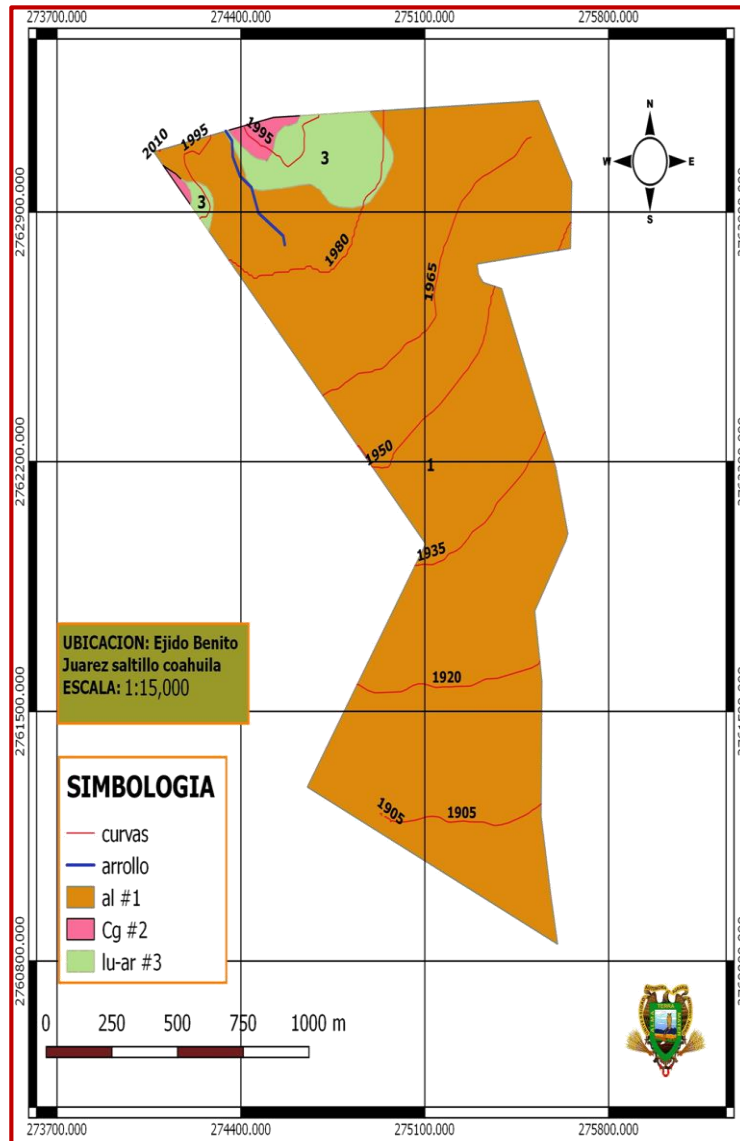 273700.000 274400.000 275100.000 275800.000
N
W E
S
2010
1995
1995
3
3
2762900.000
1980
1965
2762200.000
1950
1
1935
UBICACION: Ejido Benito
Juarez saltillo coahuila
ESCALA: 1:15,000
1920
2761500.000
SIMBOLOGIA
curvas
arrollo
al #1
Cg #2
lu-ar #3
1905
1905
2760800.000
0 250 500 750 1000 m
273700.000 274400.000 275100.000 275800.000